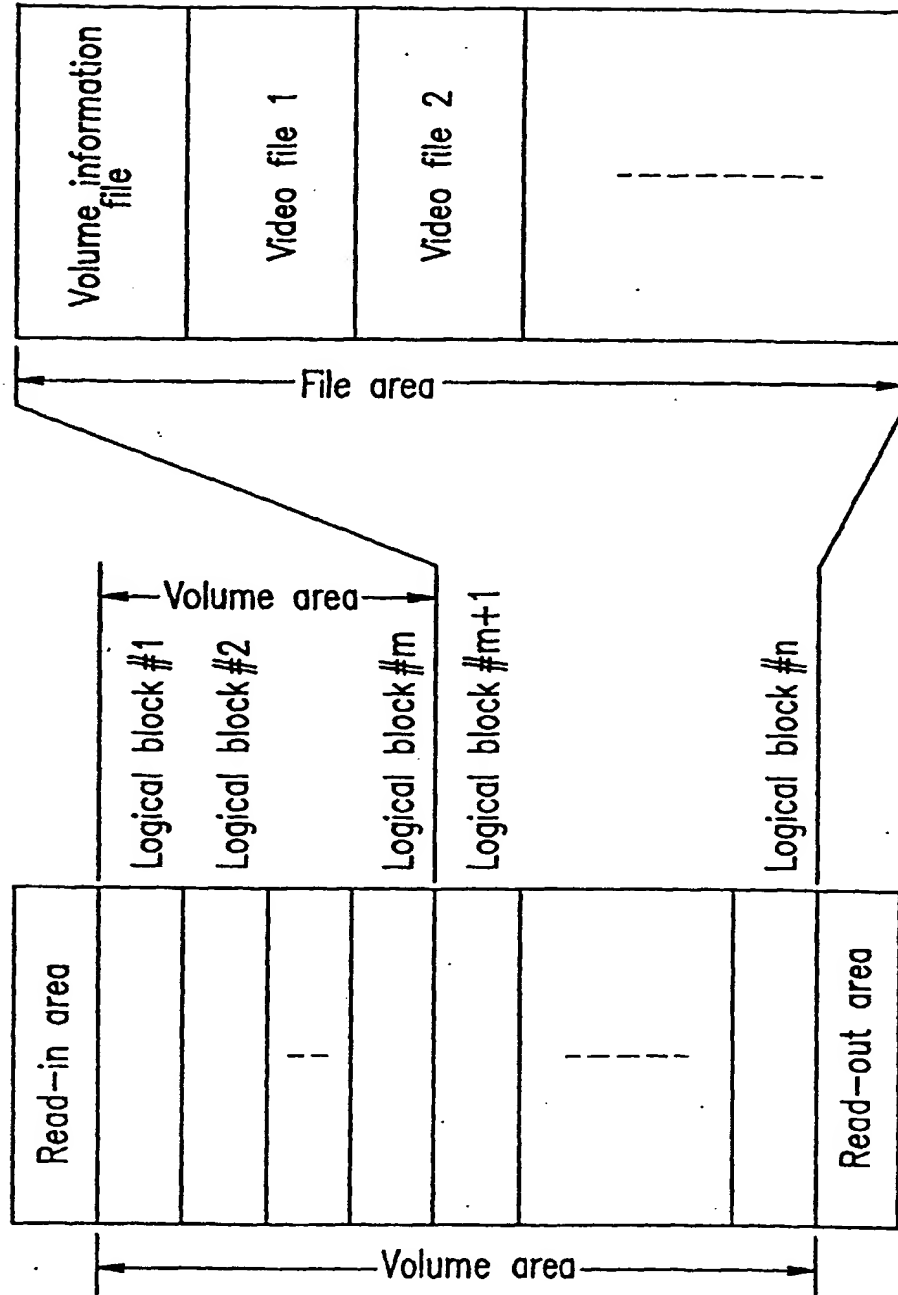 Volume area
Read-in area
Read-out area
Logical block #1
Logical block #2
Logical block #m
Logical block #m+1
Logical block #n
Volume area
File area
Volume information
file
Video file 1
Video file 2